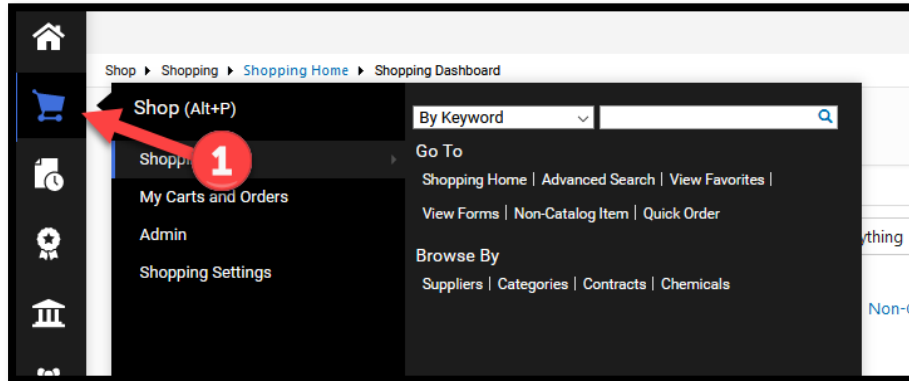 Shop ▸ Shopping ▸ Shopping Home ▸ Shopping Dashboard
Shop (Alt+P)
By Keyword
1
Go To
Shopping Home | Advanced Search | View Favorites |
My Carts and Orders
View Forms | Non-Catalog Item | Quick Order
Admin
ything
Browse By
Shopping Settings
Suppliers | Categories | Contracts | Chemicals